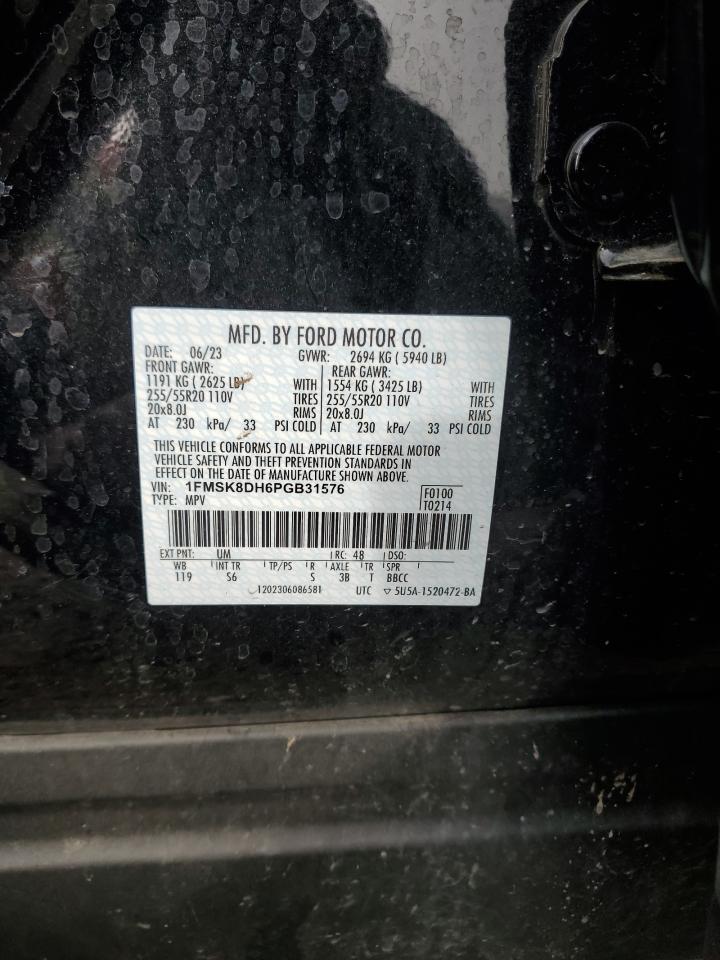 MFD. BY FORD MOTOR CO.
DATE: 06/23 GVWR: 2694 KG ( 5940 LB)
FRONT GAWR: REAR GAWR:
1191 KG ( 2625 LB) WITH 1554 KG ( 3425 LB) WITH
255/55R20 110V TIRES 255/55R20 110V TIRES
20x8.0J RIMS 20x8.0J RIMS
AT 230 kPa/ 33 PSI COLD AT 230 kPa/ 33 PSI COLD
THIS VEHICLE CONFORMS TO ALL APPLICABLE FEDERAL MOTOR
VEHICLE SAFETY AND THEFT PREVENTION STANDARDS IN
EFFECT ON THE DATE OF MANUFACTURE SHOWN ABOVE.
VIN: 1FMSK8DH6PGB31576 F0100
TYPE: MPV T0214
EXT PNT: UM RC: 48 DSO:
WB INT TR TP/PS R AXLE TR SPR
119 S6 S 3B T BBCC
1202306086581 UTC ▽ 5U5A-1520472-BA